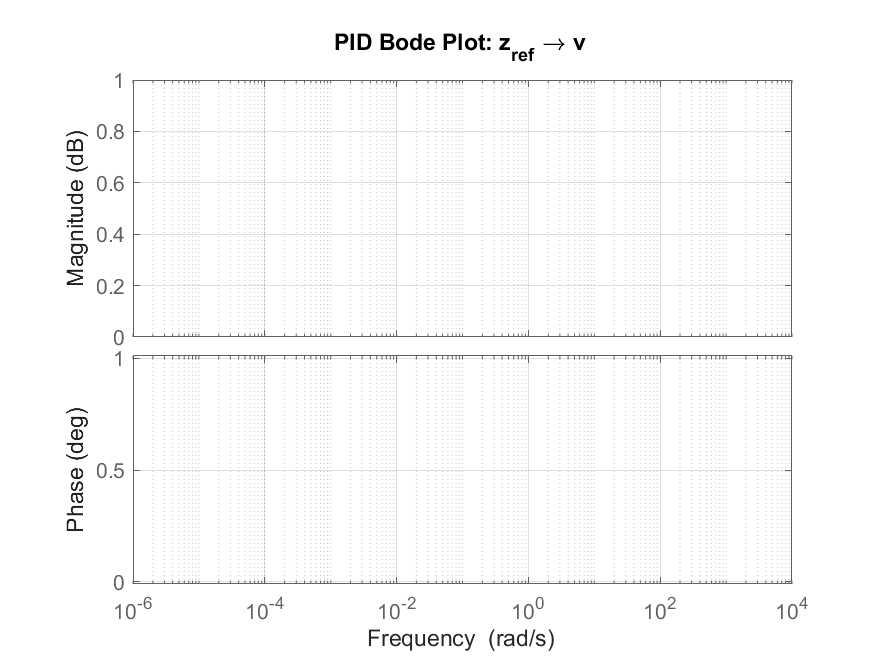 PID Bode Plot: z_ref → v
Magnitude (dB)
1
0.8
0.6
0.4
0.2
0
Phase (deg)
1
0.5
0
10^-6 10^-4 10^-2 10^0 10^2 10^4
Frequency (rad/s)